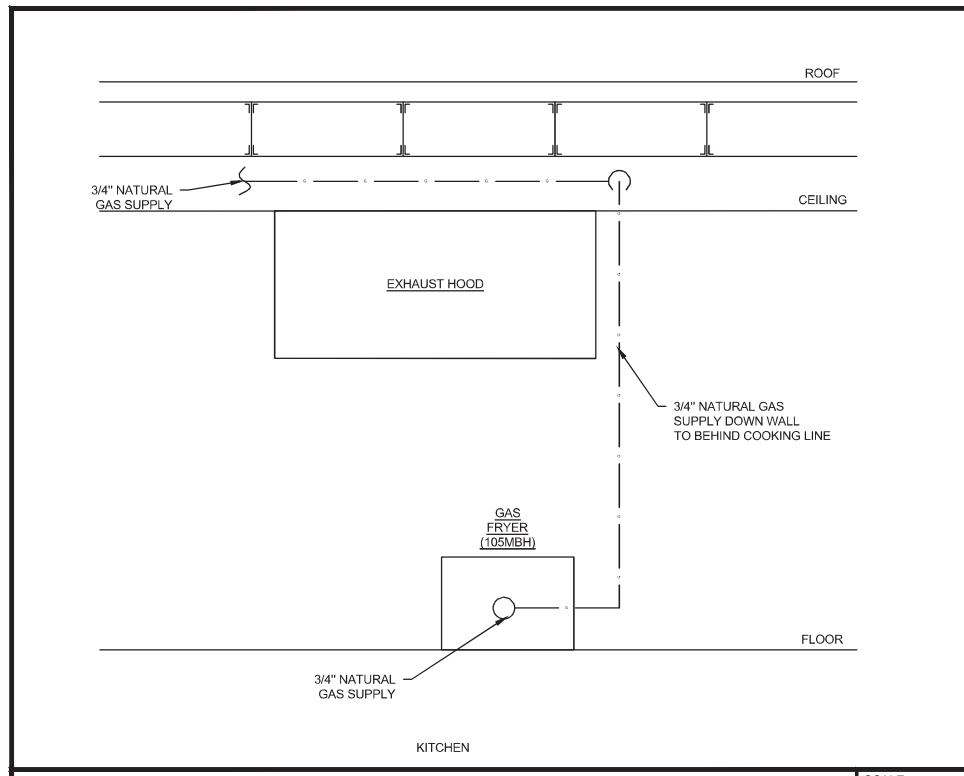 ROOF
3/4" NATURAL
GAS SUPPLY
CEILING
EXHAUST HOOD
3/4" NATURAL GAS
SUPPLY DOWN WALL
TO BEHIND COOKING LINE
GAS
FRYER
(105MBH)
FLOOR
3/4" NATURAL
GAS SUPPLY
KITCHEN